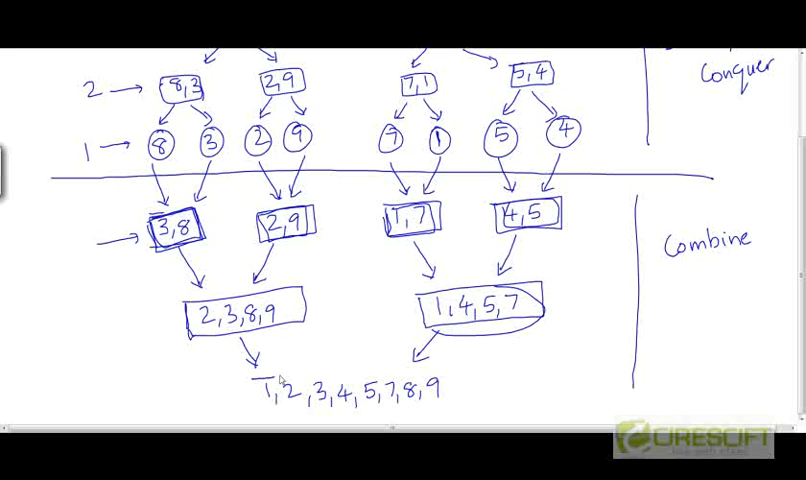 2 → 8,3 2,9 7,1 5,4
Conquer
1 → 8 3 2 9 7 1 5 4
3,8 2,9 1,7 4,5
Combine
2,3,8,9 1,4,5,7
1,2,3,4,5,7,8,9
CIRESCIFT